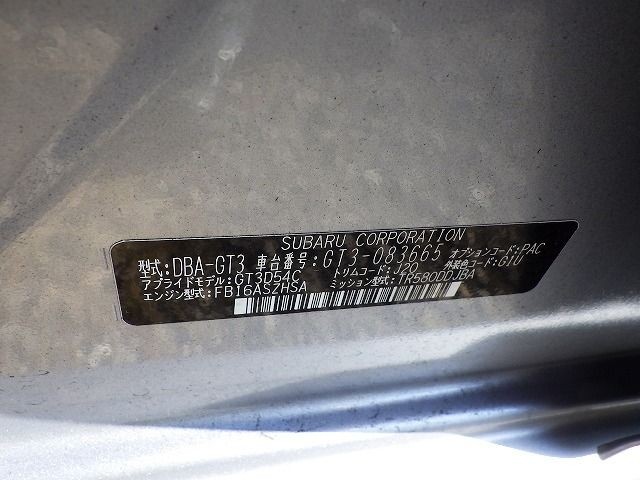 SUBARU CORPORATION
型式:DBA-GT3 車台番号:GT3-083665 オプションコード:PAC
アプライドモデル:GT3D54C トリムコード:J20 外装色コード:G1U
エンジン型式:FB16ASZHSA ミッション型式:TR580DDJBA